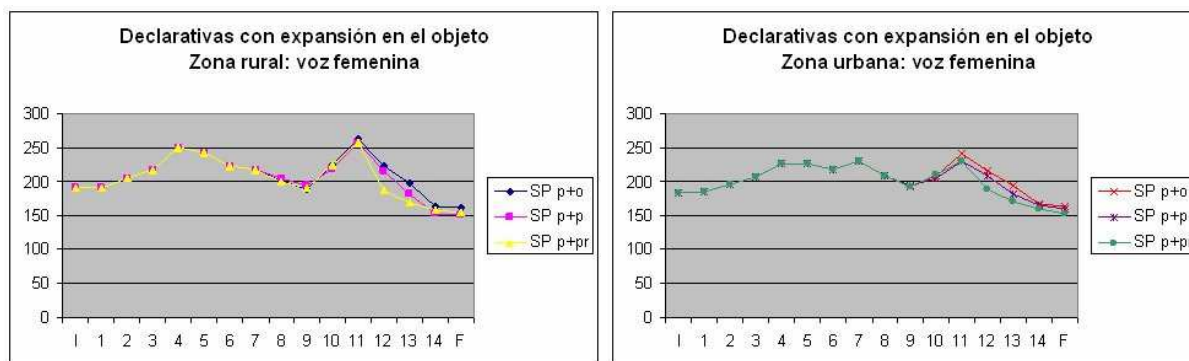 Declarativas con expansión en el objeto
Zona rural: voz femenina
300
250
200
150
100
50
0
I 1 2 3 4 5 6 7 8 9 10 11 12 13 14 F
SP p+o
SP p+p
SP p+pr
Declarativas con expansión en el objeto
Zona urbana: voz femenina
300
250
200
150
100
50
0
I 1 2 3 4 5 6 7 8 9 10 11 12 13 14 F
SP p+o
SP p+p
SP p+pr